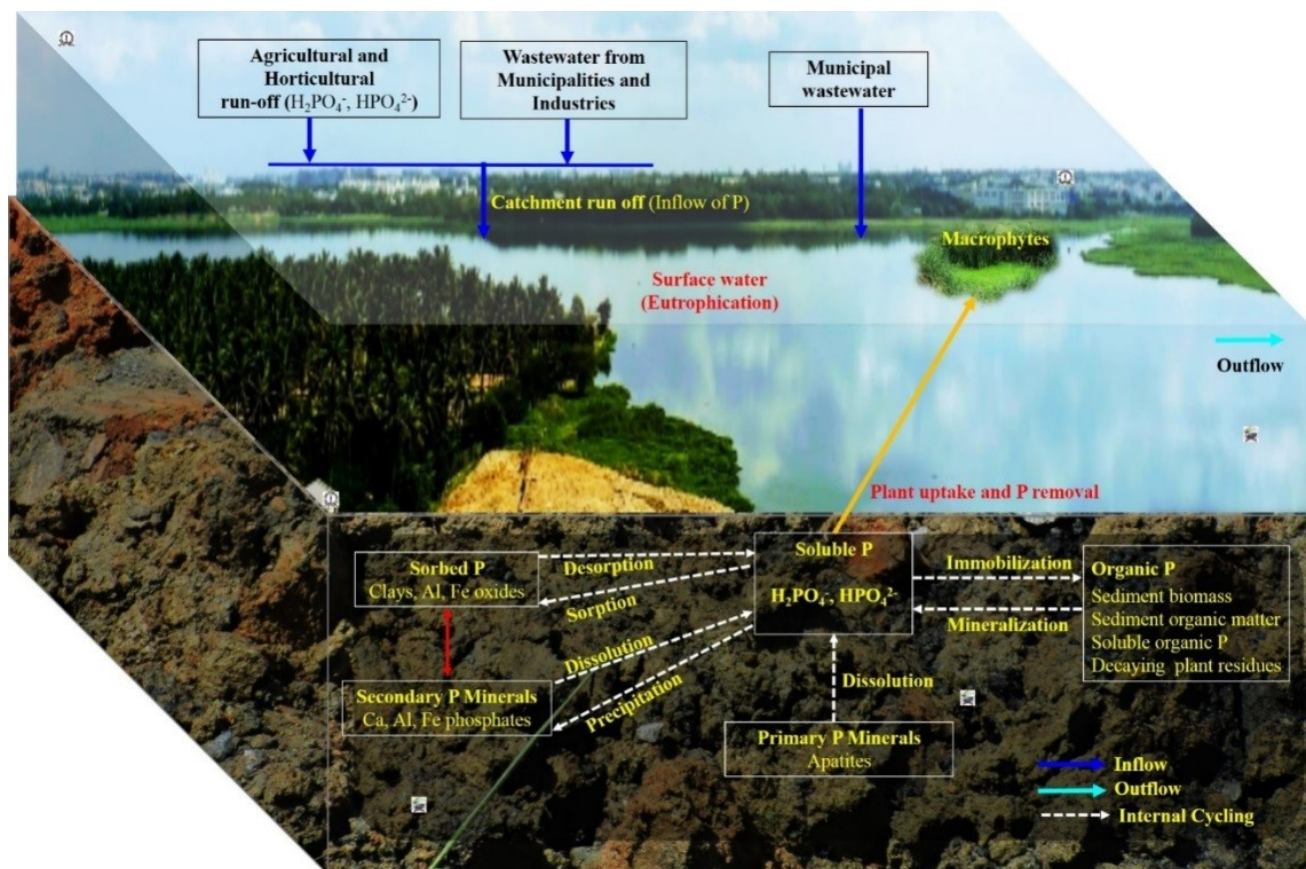 Agricultural and
Horticultural
run-off (H₂PO₄⁻, HPO₄²⁻)
Wastewater from
Municipalities and
Industries
Municipal
wastewater
Catchment run off (Inflow of P)
Macrophytes
Surface water
(Eutrophication)
Outflow
Plant uptake and P removal
Sorbed P
Clays, Al, Fe oxides
Desorption
Sorption
Soluble P
H₂PO₄⁻, HPO₄²⁻
Immobilization
Mineralization
Organic P
Sediment biomass
Sediment organic matter
Soluble organic P
Decaying plant residues
Dissolution
Precipitation
Secondary P Minerals
Ca, Al, Fe phosphates
Dissolution
Primary P Minerals
Apatites
Inflow
Outflow
Internal Cycling